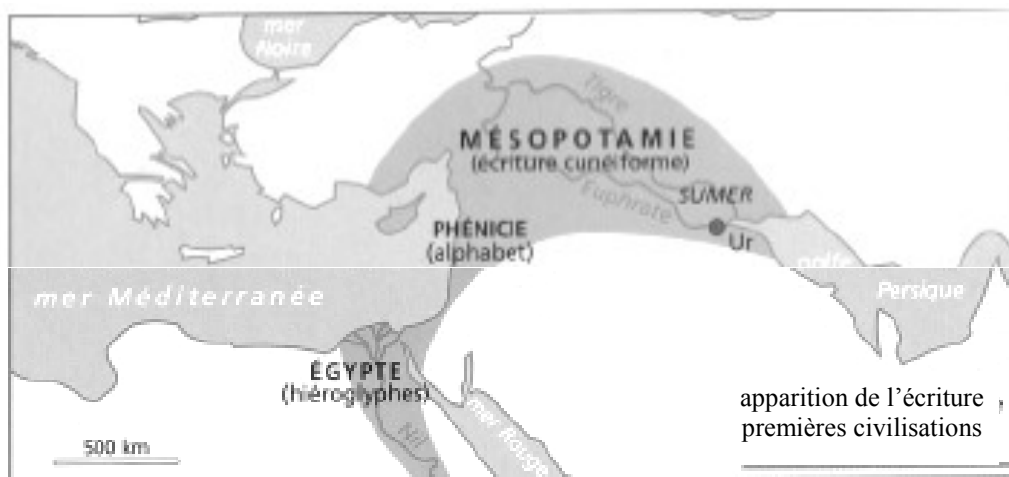 mer
Noire
Tigre
MÉSOPOTAMIE
(écriture cunéiforme)
SUMER
Euphrate
Ur
PHÉNICIE
(alphabet)
golfe
Persique
mer Méditerranée
ÉGYPTE
(hiéroglyphes)
Nil
mer Rouge
apparition de l’écriture
premières civilisations
500 km